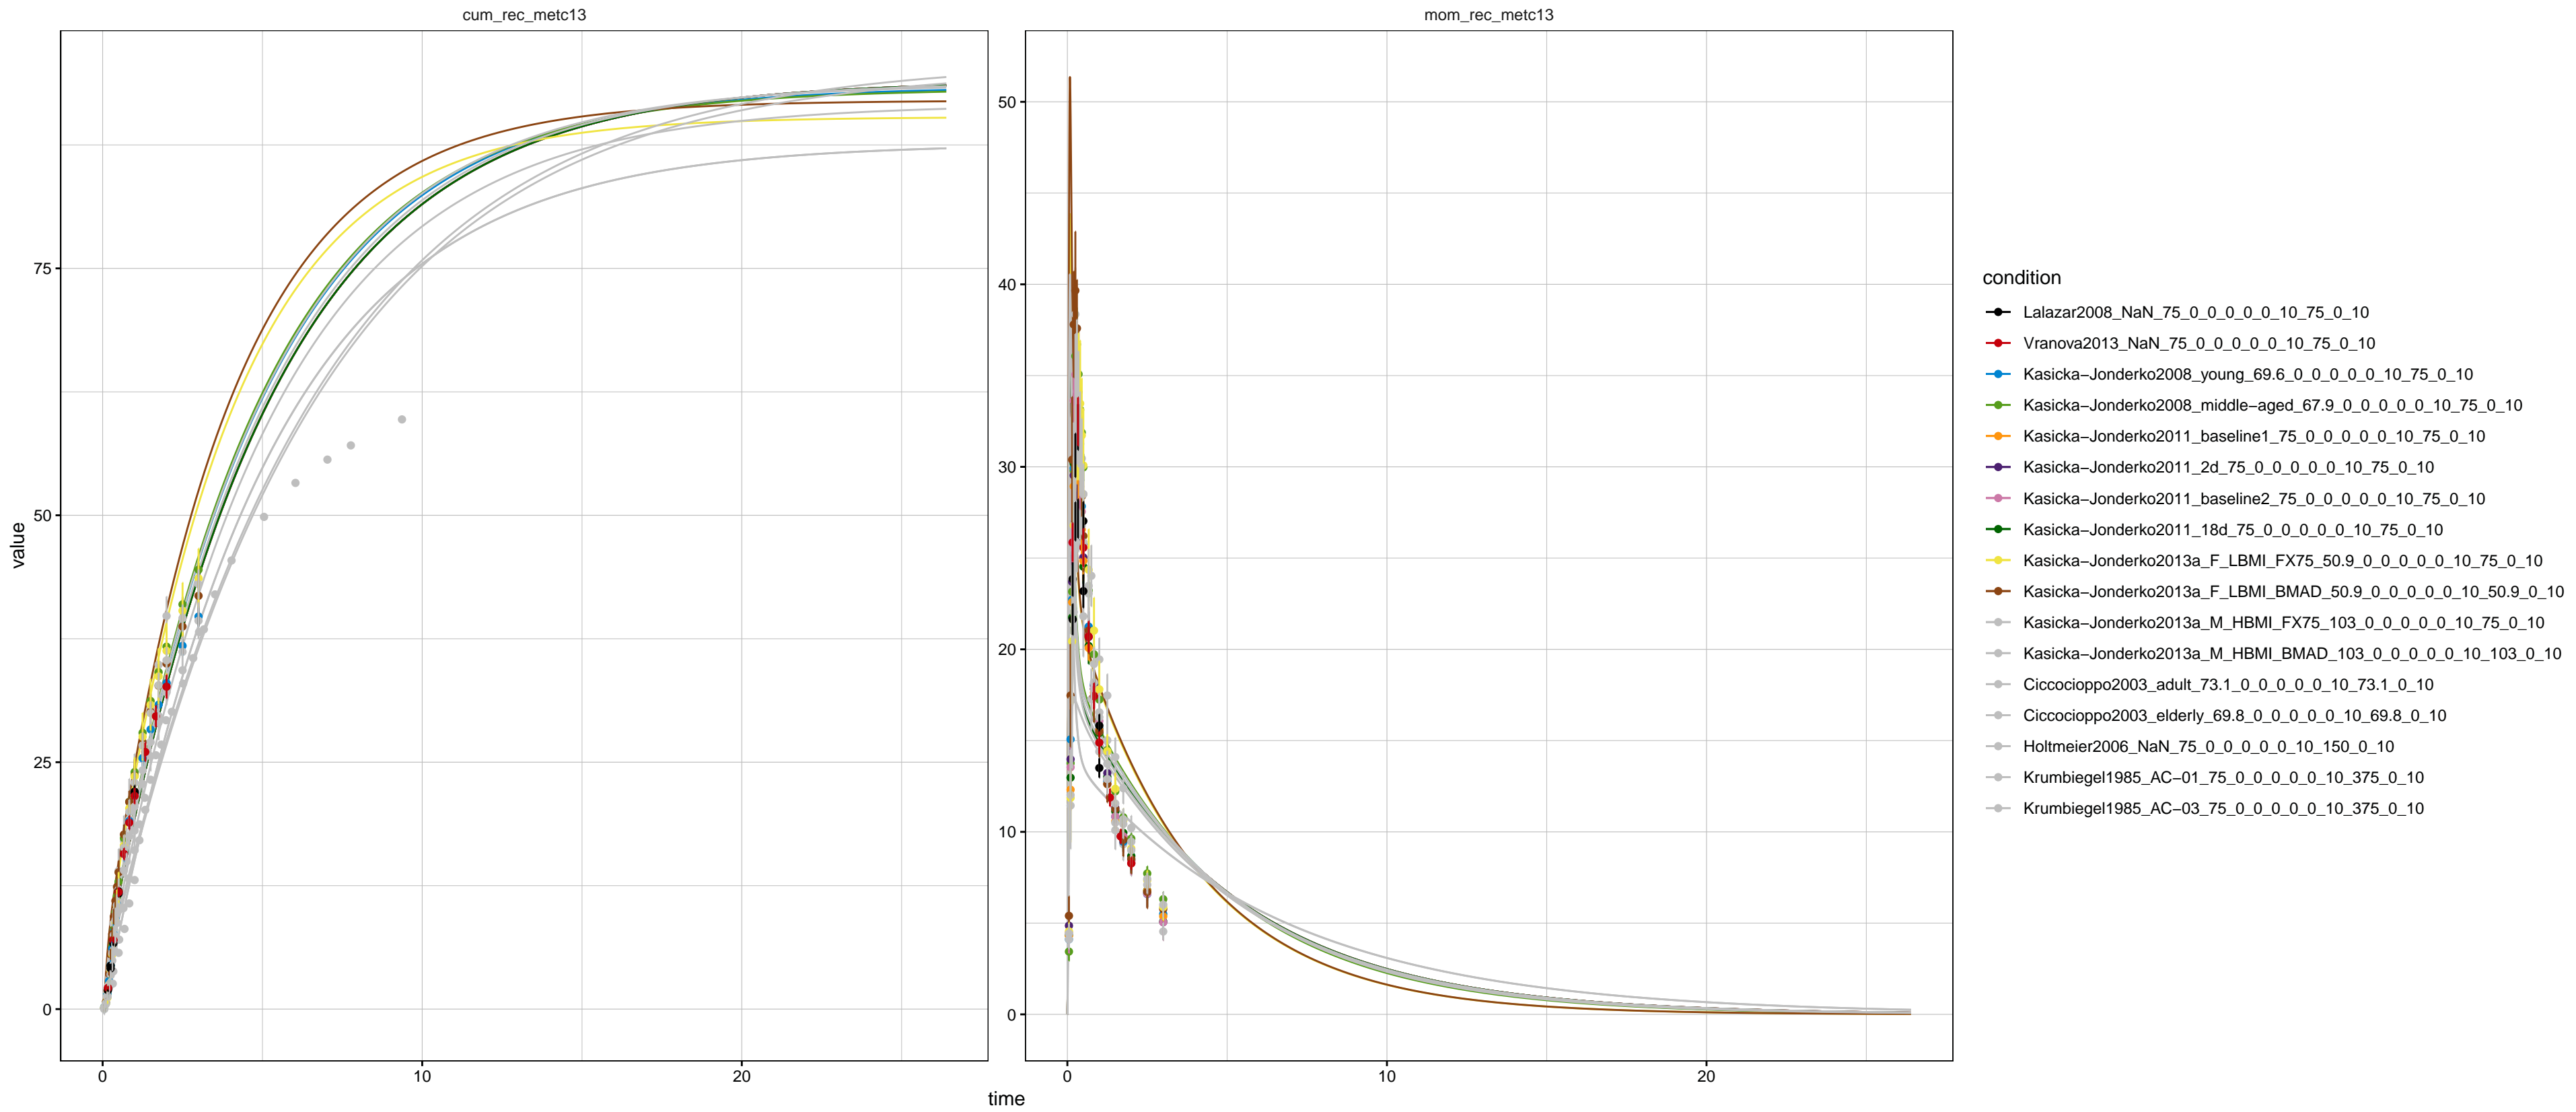 cum_rec_metc13
mom_rec_metc13
value
0
25
50
75
0
10
20
0
10
20
30
40
50
0
10
20
time
condition
Lalazar2008_NaN_75_0_0_0_0_0_10_75_0_10
Vranova2013_NaN_75_0_0_0_0_0_10_75_0_10
Kasicka−Jonderko2008_young_69.6_0_0_0_0_0_10_75_0_10
Kasicka−Jonderko2008_middle−aged_67.9_0_0_0_0_0_10_75_0_10
Kasicka−Jonderko2011_baseline1_75_0_0_0_0_0_10_75_0_10
Kasicka−Jonderko2011_2d_75_0_0_0_0_0_10_75_0_10
Kasicka−Jonderko2011_baseline2_75_0_0_0_0_0_10_75_0_10
Kasicka−Jonderko2011_18d_75_0_0_0_0_0_10_75_0_10
Kasicka−Jonderko2013a_F_LBMI_FX75_50.9_0_0_0_0_0_10_75_0_10
Kasicka−Jonderko2013a_F_LBMI_BMAD_50.9_0_0_0_0_0_10_50.9_0_10
Kasicka−Jonderko2013a_M_HBMI_FX75_103_0_0_0_0_0_10_75_0_10
Kasicka−Jonderko2013a_M_HBMI_BMAD_103_0_0_0_0_0_10_103_0_10
Ciccocioppo2003_adult_73.1_0_0_0_0_0_10_73.1_0_10
Ciccocioppo2003_elderly_69.8_0_0_0_0_0_10_69.8_0_10
Holtmeier2006_NaN_75_0_0_0_0_0_10_150_0_10
Krumbiegel1985_AC−01_75_0_0_0_0_0_10_375_0_10
Krumbiegel1985_AC−03_75_0_0_0_0_0_10_375_0_10